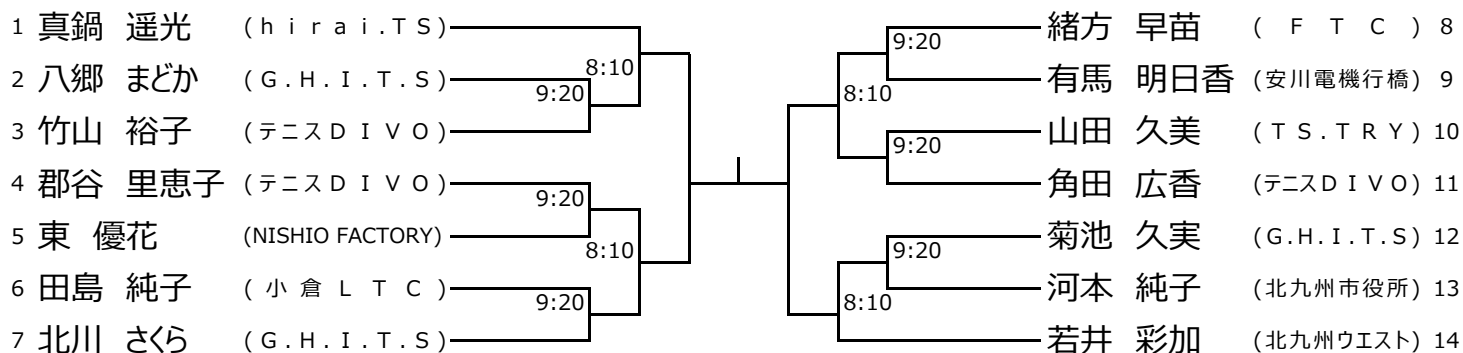 1 真鍋 遥光 (hirai.TS)
8:10
2 八郷 まどか (G.H.I.T.S)
9:20
3 竹山 裕子 (テニスDIVO)
4 郡谷 里恵子 (テニスDIVO)
9:20
5 東 優花 (NISHIO FACTORY)
8:10
6 田島 純子 (小倉LTC)
9:20
7 北川 さくら (G.H.I.T.S)
緒方 早苗 (FTC) 8
9:20
有馬 明日香 (安川電機行橋) 9
8:10
山田 久美 (TS.TRY) 10
9:20
角田 広香 (テニスDIVO) 11
菊池 久実 (G.H.I.T.S) 12
9:20
河本 純子 (北九州市役所) 13
8:10
若井 彩加 (北九州ウエスト) 14